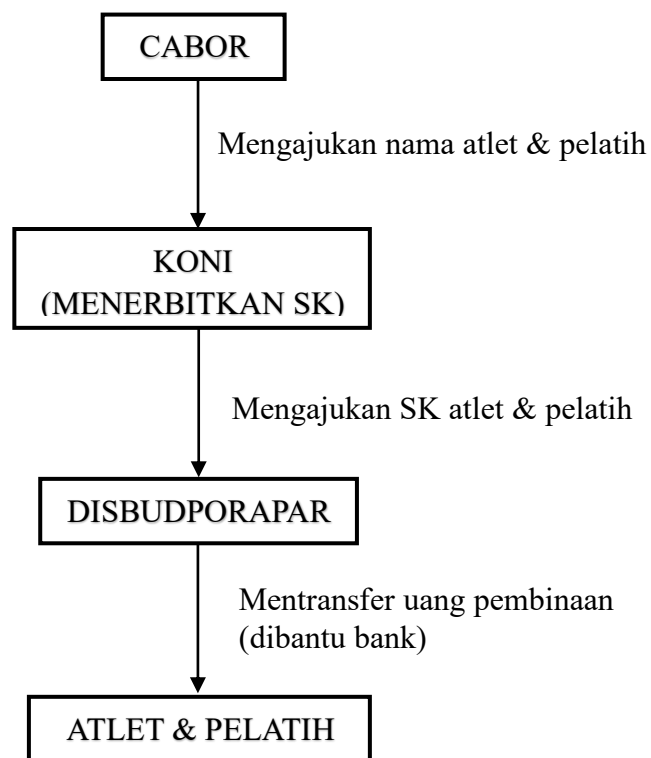 CABOR
Mengajukan nama atlet & pelatih
KONI
(MENERBITKAN SK)
Mengajukan SK atlet & pelatih
DISBUDPORAPAR
Mentransfer uang pembinaan
(dibantu bank)
ATLET & PELATIH